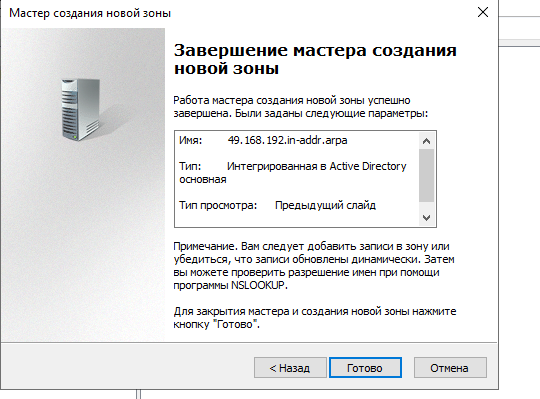 Мастер создания новой зоны
Завершение мастера создания
новой зоны
Работа мастера создания новой зоны успешно
завершена. Были заданы следующие параметры:
Имя: 49.168.192.in-addr.arpa
Тип: Интегрированная в Active Directory
основная
Тип просмотра: Предыдущий слайд
Примечание. Вам следует добавить записи в зону или
убедиться, что записи обновлены динамически. Затем
вы можете проверить разрешение имен при помощи
программы NSLOOKUP.
Для закрытия мастера и создания новой зоны нажмите
кнопку "Готово".
< Назад Готово Отмена